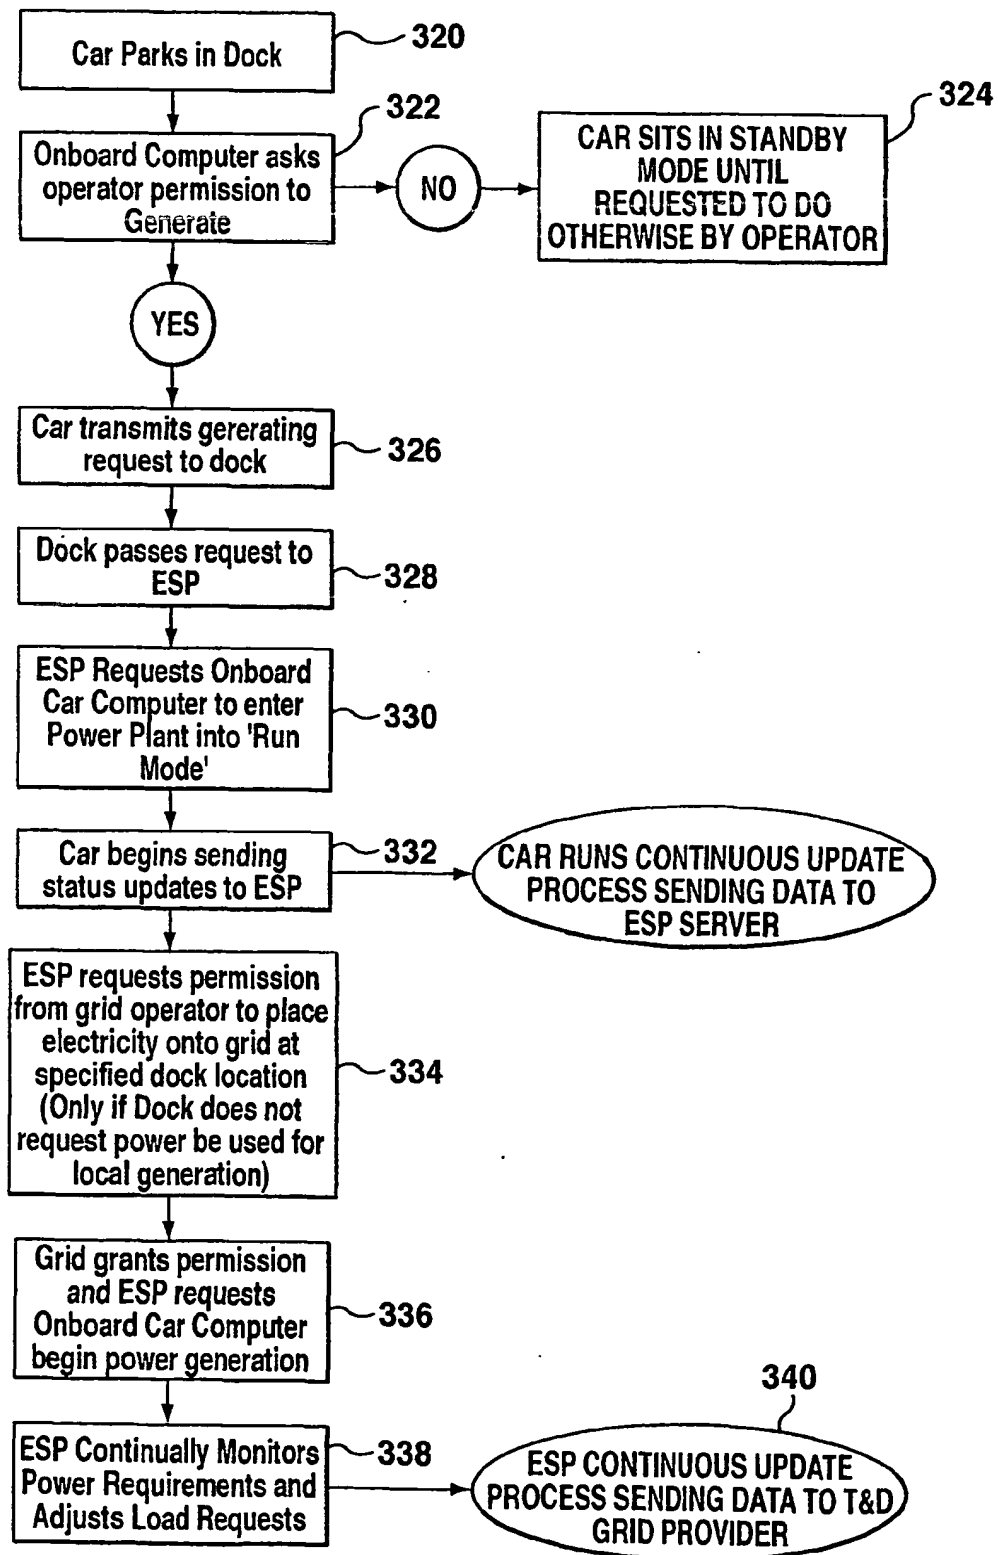 Car Parks in Dock
320
322
Onboard Computer asks
operator permission to
Generate
NO
324
CAR SITS IN STANDBY
MODE UNTIL
REQUESTED TO DO
OTHERWISE BY OPERATOR
YES
Car transmits gererating
request to dock
326
Dock passes request to
ESP
328
ESP Requests Onboard
Car Computer to enter
Power Plant into 'Run
Mode'
330
Car begins sending
status updates to ESP
332
CAR RUNS CONTINUOUS UPDATE
PROCESS SENDING DATA TO
ESP SERVER
ESP requests permission
from grid operator to place
electricity onto grid at
specified dock location
(Only if Dock does not
request power be used for
local generation)
334
Grid grants permission
and ESP requests
Onboard Car Computer
begin power generation
336
ESP Continually Monitors
Power Requirements and
Adjusts Load Requests
338
340
ESP CONTINUOUS UPDATE
PROCESS SENDING DATA TO T&D
GRID PROVIDER